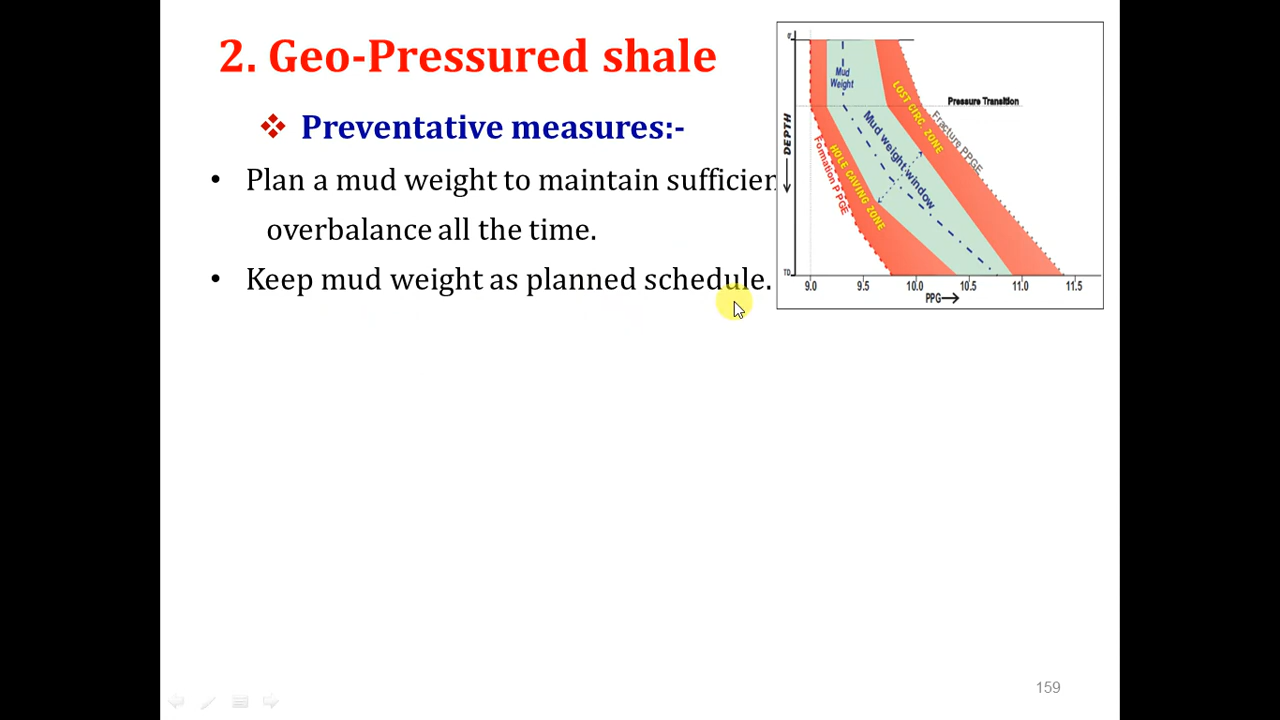 2. Geo-Pressured shale
❖ Preventative measures:-
• Plan a mud weight to maintain sufficien
overbalance all the time.
• Keep mud weight as planned schedule.
0'
Mud
Weight
LOST CIRC. ZONE
Pressure Transition
Mud weight window
Fracture PPGE
HOLE CAVING ZONE
Formation P PGE
DEPTH
TD
9.0 9.5 10.0 10.5 11.0 11.5
PPG
159